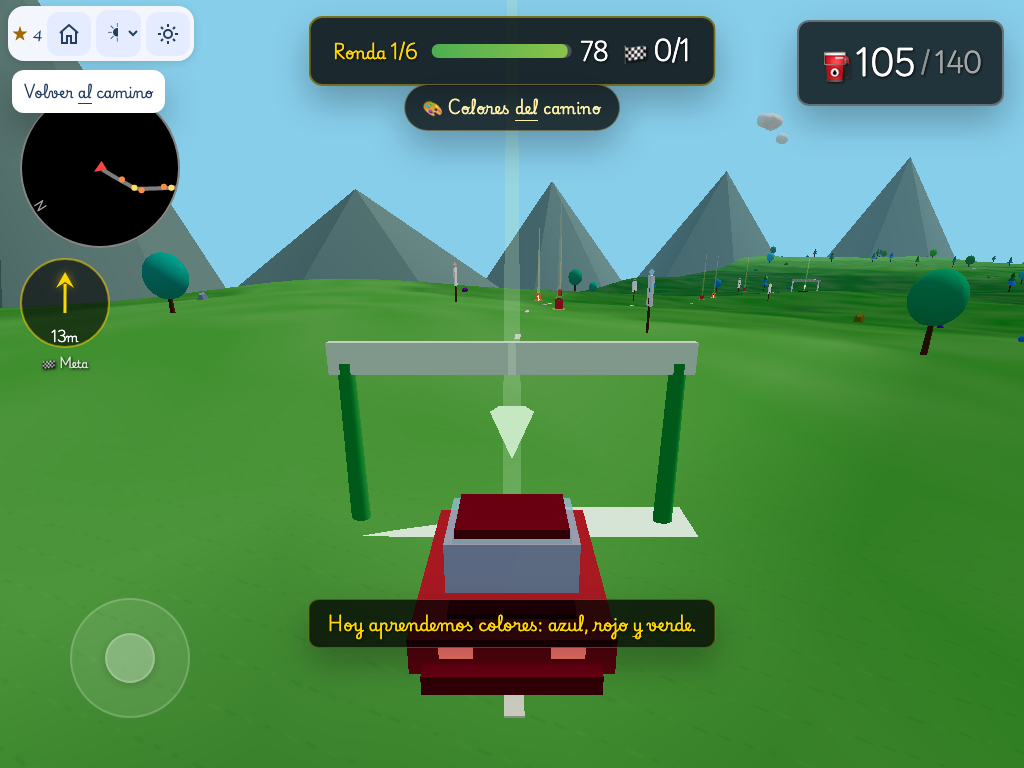 4
Ronda 1/6 78 0/1
105/140
Volver al camino
Colores del camino
N
13m
Meta
Hoy aprendemos colores: azul, rojo y verde.